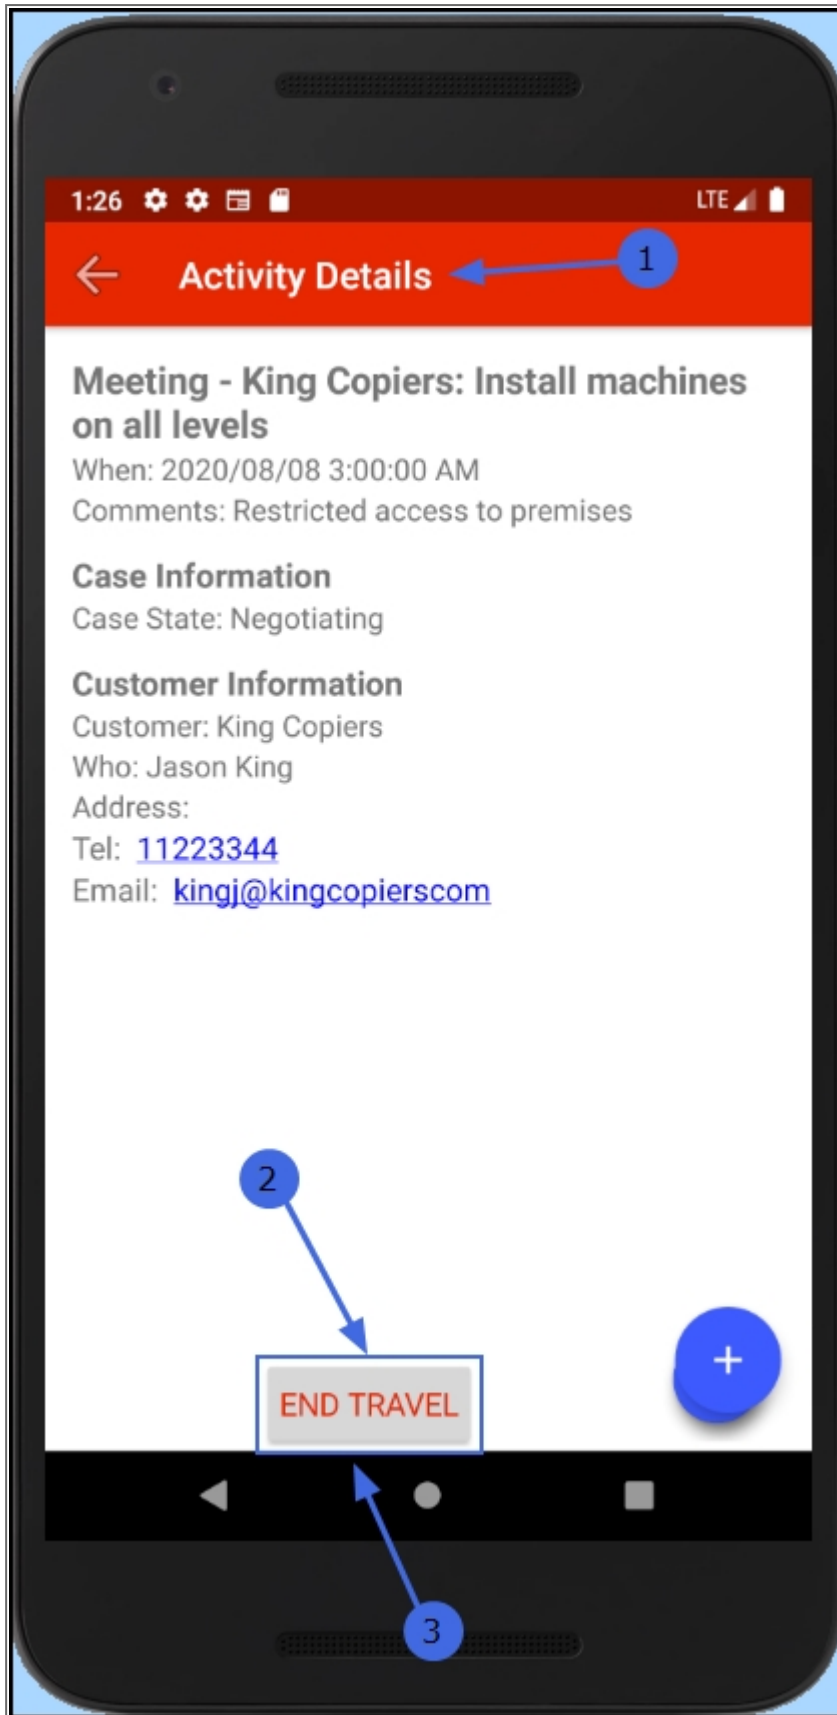 1:26 LTE
Activity Details
1
Meeting - King Copiers: Install machines
on all levels
When: 2020/08/08 3:00:00 AM
Comments: Restricted access to premises
Case Information
Case State: Negotiating
Customer Information
Customer: King Copiers
Who: Jason King
Address:
Tel: 11223344
Email: kingj@kingcopierscom
2
+
END TRAVEL
3